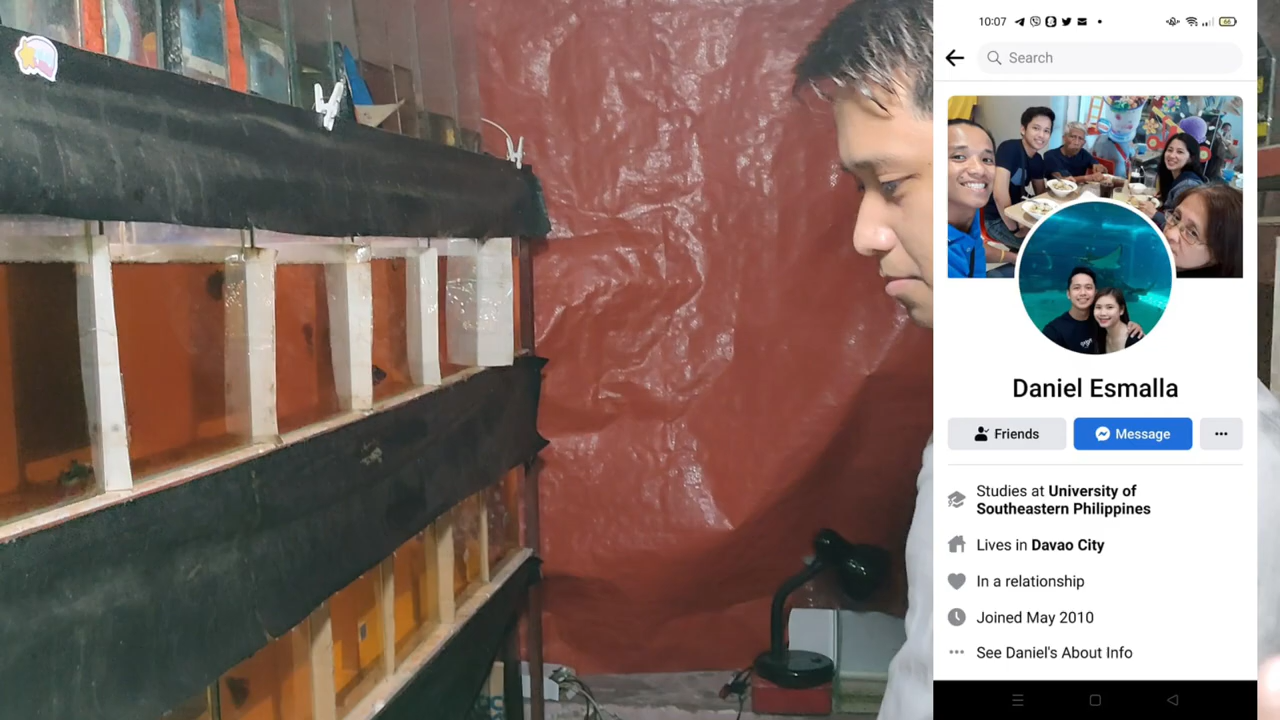 10:07
66
Search
Daniel Esmalla
Friends
Message
Studies at University of
Southeastern Philippines
Lives in Davao City
In a relationship
Joined May 2010
See Daniel's About Info